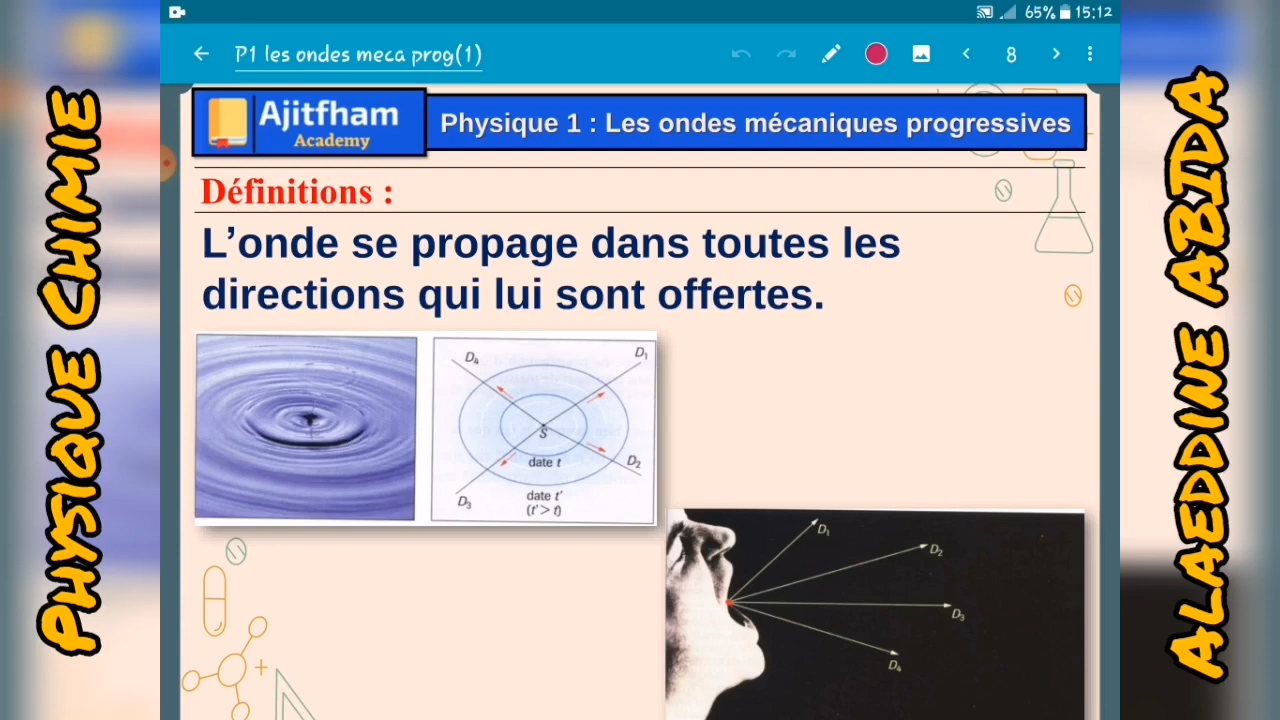 65% 15:12
P1 les ondes meca prog(1)
8
Ajitfham
Academy
Physique 1 : Les ondes mécaniques progressives
Définitions :
L’onde se propage dans toutes les
directions qui lui sont offertes.
D4
D1
S
D2
date t
D3
date t'
(t'> t)
D1
D2
D3
D4
PHYSIQUE CHIMIE
ALAEDDINE ABIDA